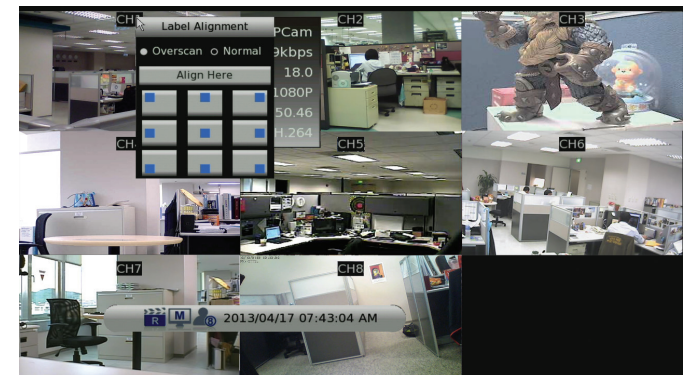 CH1
Label Alignment
Overscan Normal
Align Here
PCam
9kbps
18.0
1080P
50.46
H.264
CH2
CH3
CH5
CH6
CH7
CH8
R M 8 2013/04/17 07:43:04 AM